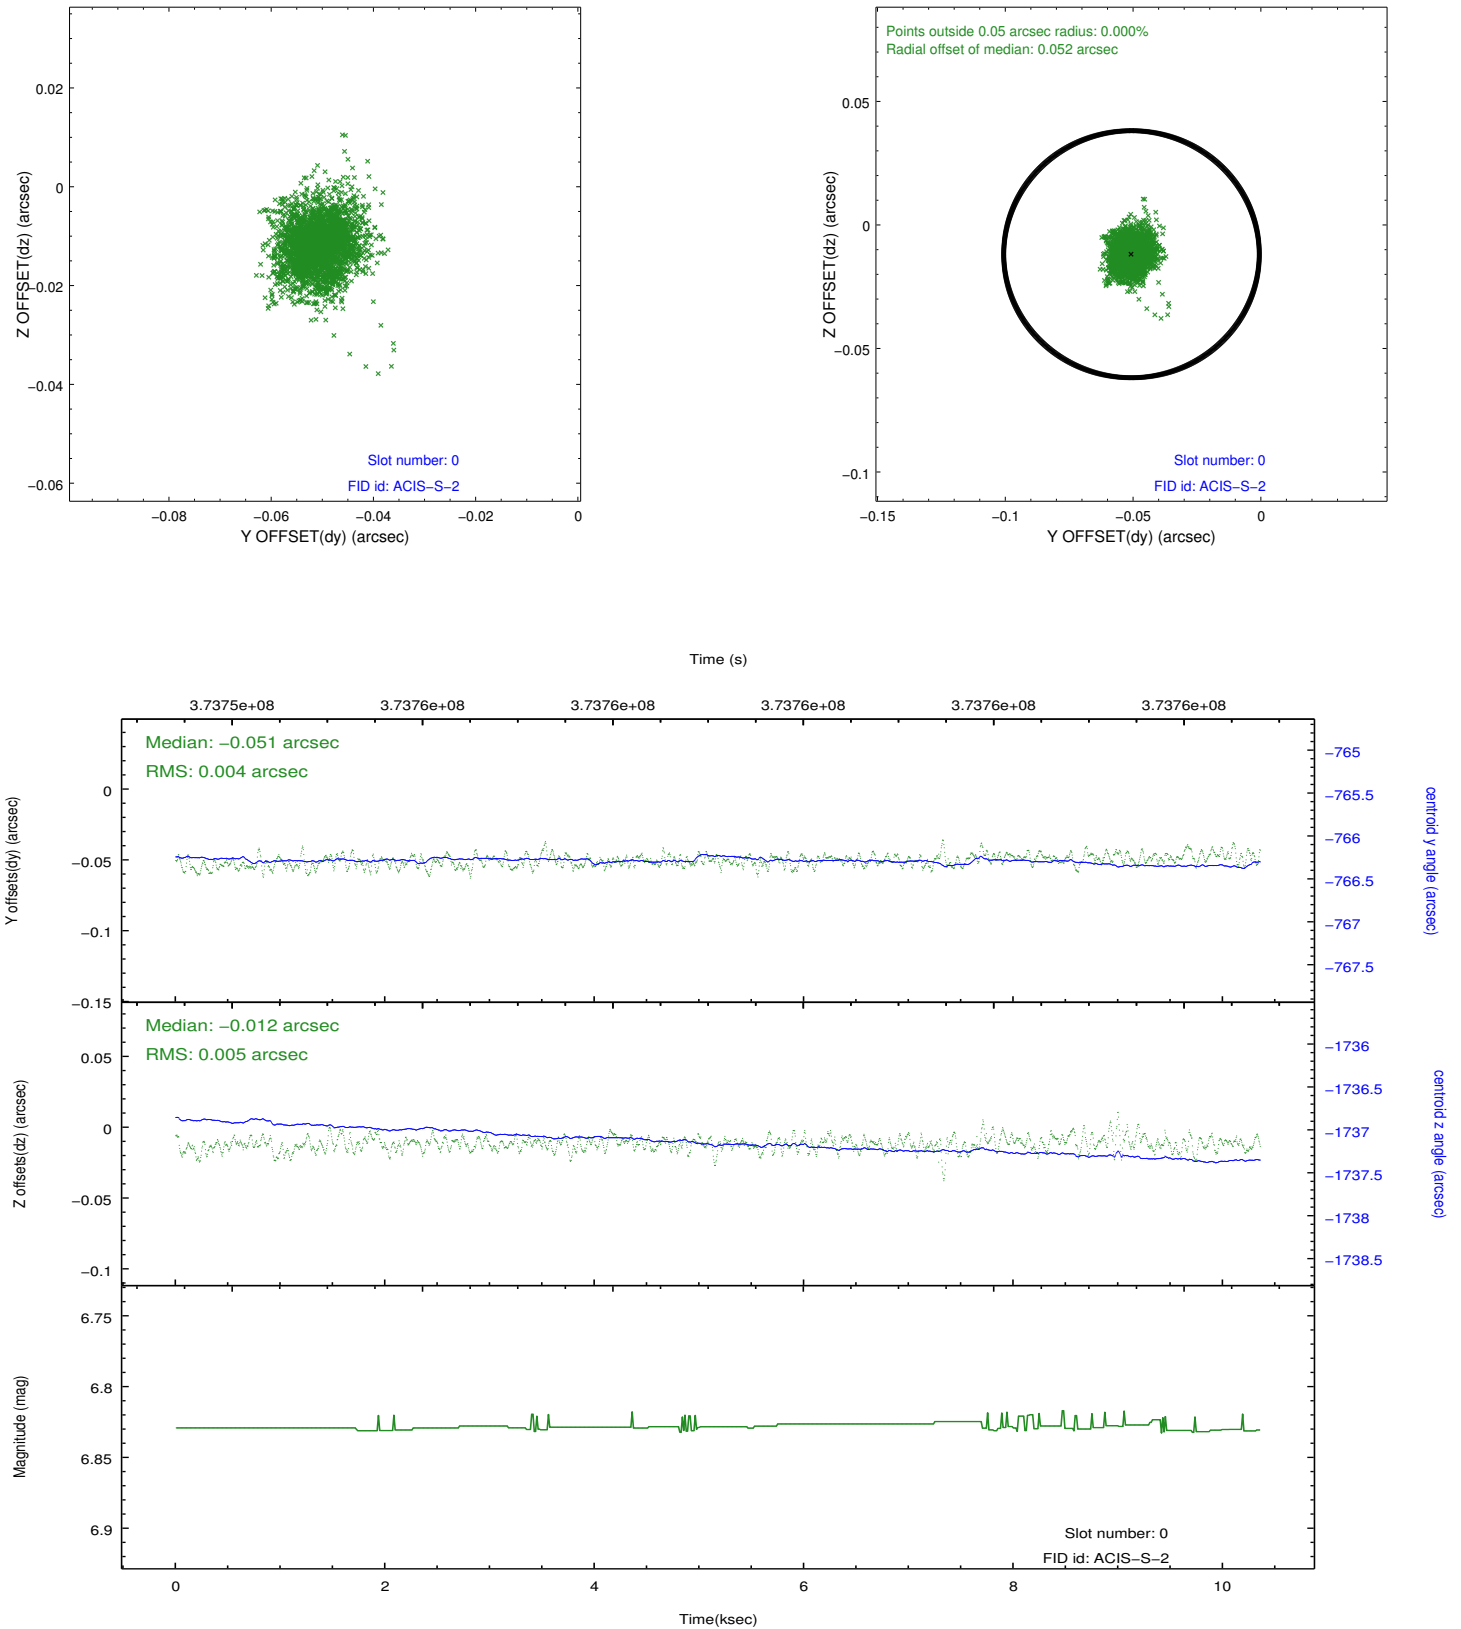 0.02
0
−0.02
−0.04
−0.06
Z OFFSET(dz) (arcsec)
Slot number: 0
FID id: ACIS−S−2
−0.08
−0.06
−0.04
−0.02
0
Y OFFSET(dy) (arcsec)
Points outside 0.05 arcsec radius: 0.000%
Radial offset of median: 0.052 arcsec
0.05
0
−0.05
−0.1
Z OFFSET(dz) (arcsec)
Slot number: 0
FID id: ACIS−S−2
−0.15
−0.1
−0.05
0
Y OFFSET(dy) (arcsec)
Time (s)
3.7375e+08
3.7376e+08
3.7376e+08
3.7376e+08
3.7376e+08
3.7376e+08
Median: −0.051 arcsec
RMS: 0.004 arcsec
0
−0.05
−0.1
−0.15
Y offsets(dy) (arcsec)
−765
−765.5
−766
−766.5
−767
−767.5
centroid y angle (arcsec)
Median: −0.012 arcsec
RMS: 0.005 arcsec
0.05
0
−0.05
−0.1
Z offsets(dz) (arcsec)
−1736
−1736.5
−1737
−1737.5
−1738
−1738.5
centroid z angle (arcsec)
6.75
6.8
6.85
6.9
Magnitude (mag)
Slot number: 0
FID id: ACIS−S−2
0
2
4
6
8
10
Time(ksec)